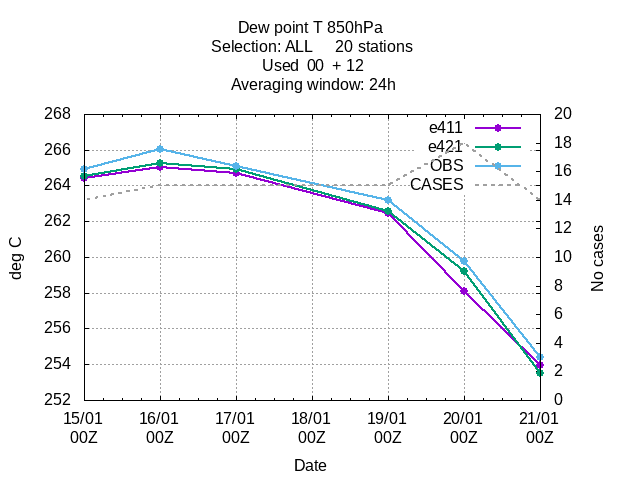 Dew point T 850hPa
Selection: ALL     20 stations
Used  00  + 12
Averaging window: 24h
268
266
264
262
260
258
256
254
252
deg C
20
18
16
14
12
10
8
6
4
2
0
No cases
e411
e421
OBS
CASES
15/01 16/01 17/01 18/01 19/01 20/01 21/01
00Z 00Z 00Z 00Z 00Z 00Z 00Z
Date